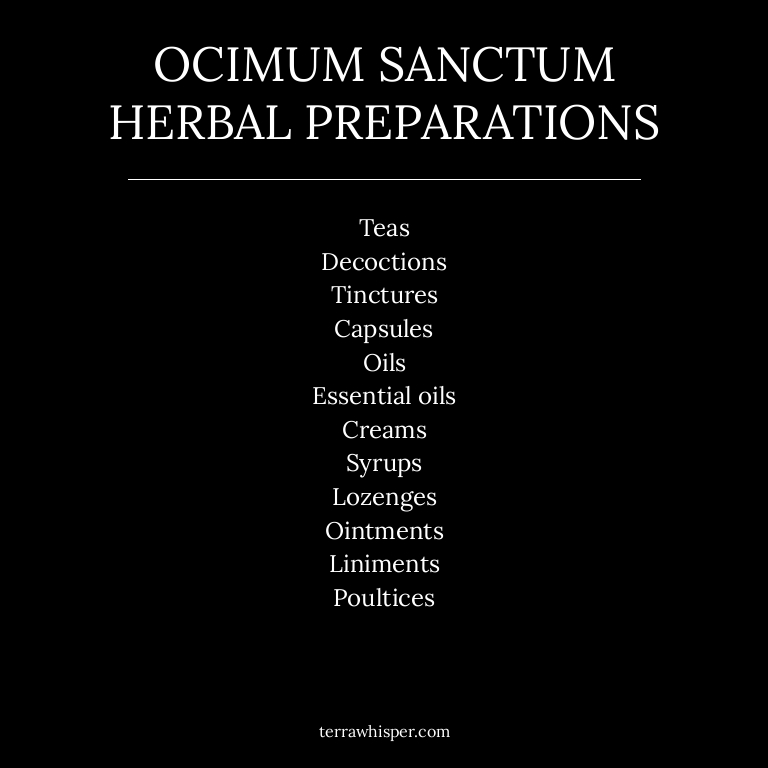 OCIMUM SANCTUM
HERBAL PREPARATIONS
Teas
Decoctions
Tinctures
Capsules
Oils
Essential oils
Creams
Syrups
Lozenges
Ointments
Liniments
Poultices
terrawhisper.com